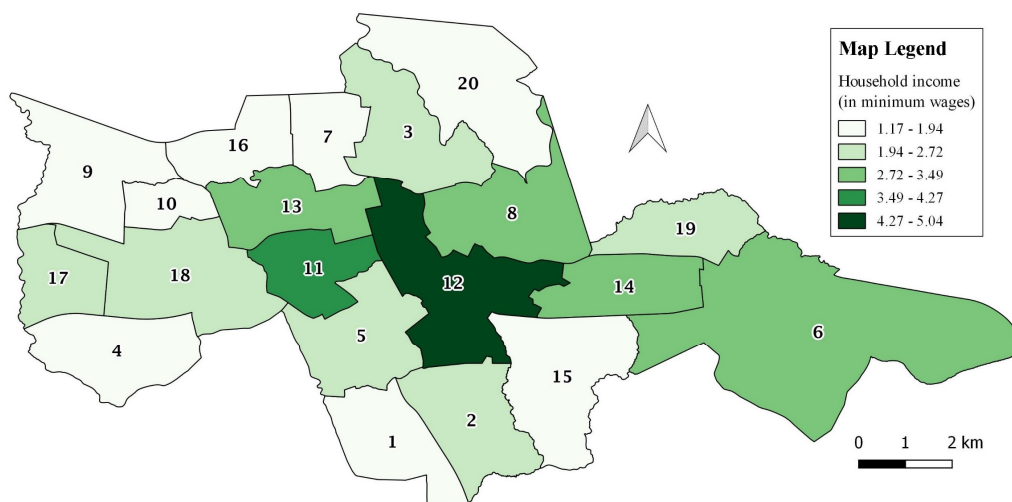 Map Legend
Household income
(in minimum wages)
1.17 - 1.94
1.94 - 2.72
2.72 - 3.49
3.49 - 4.27
4.27 - 5.04
20
3
7
16
9
10
13
8
19
11
12
14
17
18
6
5
4
15
2
1
0 1 2 km